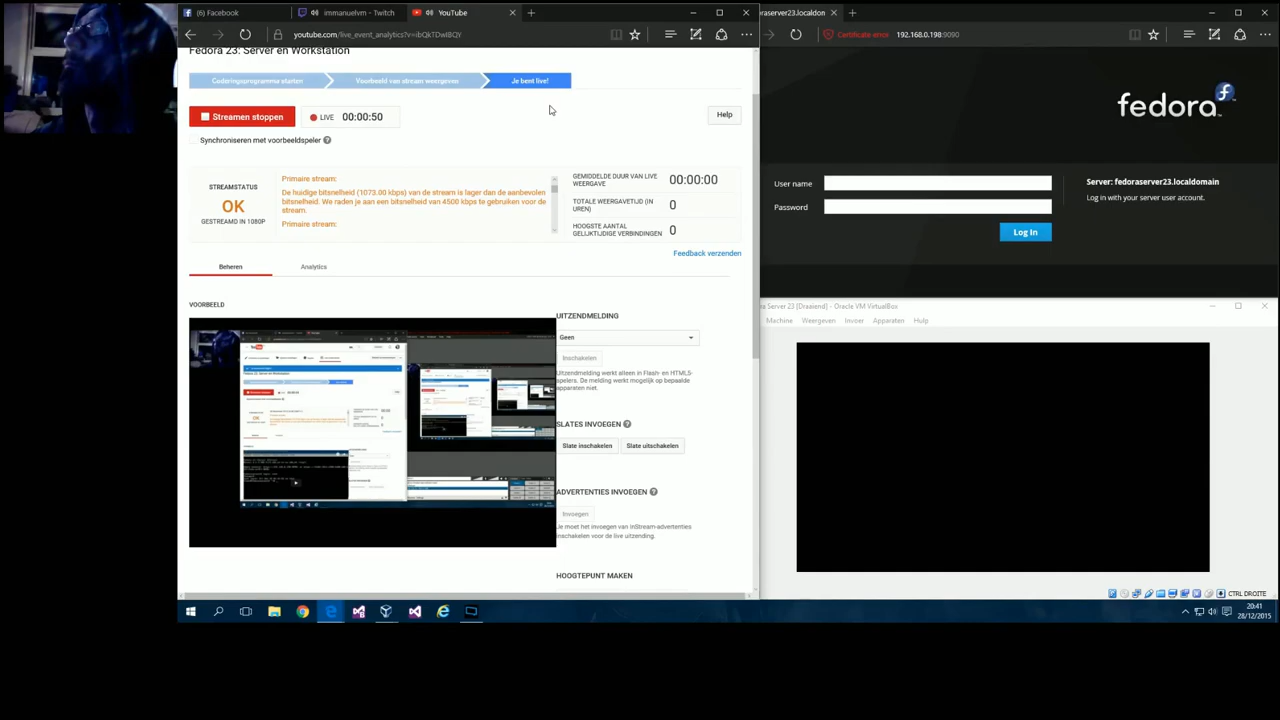 (6) Facebook
immanuelvm - Twitch
YouTube
youtube.com/live_event_analytics?v=ibQkTDwiBQY
Fedora 23: Server en Workstation
Coderingsprogramma starten
Voorbeeld van stream weergeven
Je bent live!
Streamen stoppen
LIVE 00:00:50
Help
Synchroniseren met voorbeeldspeler
STREAMSTATUS
OK
GESTREAMD IN 1080P
Primaire stream:
De huidige bitsnelheid (1073.00 kbps) van de stream is lager dan de aanbevolen
bitsnelheid. We raden je aan een bitsnelheid van 4500 kbps te gebruiken voor de
stream.
Primaire stream:
GEMIDDELDE DUUR VAN LIVE
WEERGAVE
00:00:00
TOTALE WEERGAVETIJD (IN
UREN)
0
HOOGSTE AANTAL
GELIJKTIJDIGE VERBINDINGEN
0
Feedback verzenden
Beheren
Analytics
VOORBEELD
UITZENDMELDING
Geen
Inschakelen
Uitzendmelding werkt alleen in Flash- en HTML5-
spelers. De melding werkt mogelijk op bepaalde
apparaten niet.
SLATES INVOEGEN
Slate inschakelen
Slate uitschakelen
ADVERTENTIES INVOEGEN
Invoegen
Je moet het invoegen van inStream-advertenties
inschakelen voor de live uitzending.
HOOGTEPUNT MAKEN
oraserver23.localdon
Certificate error
192.168.0.198:9090
fedora
User name
Password
Log In
Server: fedoraserver23.localdomain
Log in with your server user account.
a Server 23 [Draaiend] - Oracle VM VirtualBox
Machine
Weergeven
Invoer
Apparaten
Hulp
CTRL DROITE
20:41
28/12/2015